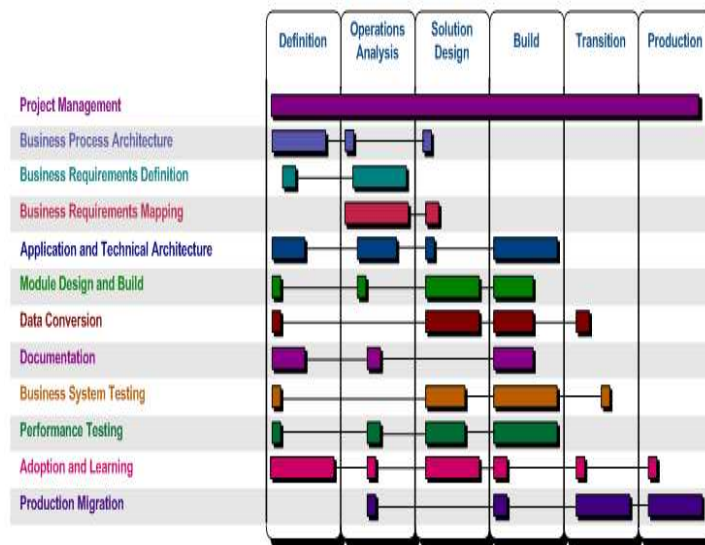 Definition
Operations
Analysis
Solution
Design
Build
Transition
Production
Project Management
Business Process Architecture
Business Requirements Definition
Business Requirements Mapping
Application and Technical Architecture
Module Design and Build
Data Conversion
Documentation
Business System Testing
Performance Testing
Adoption and Learning
Production Migration